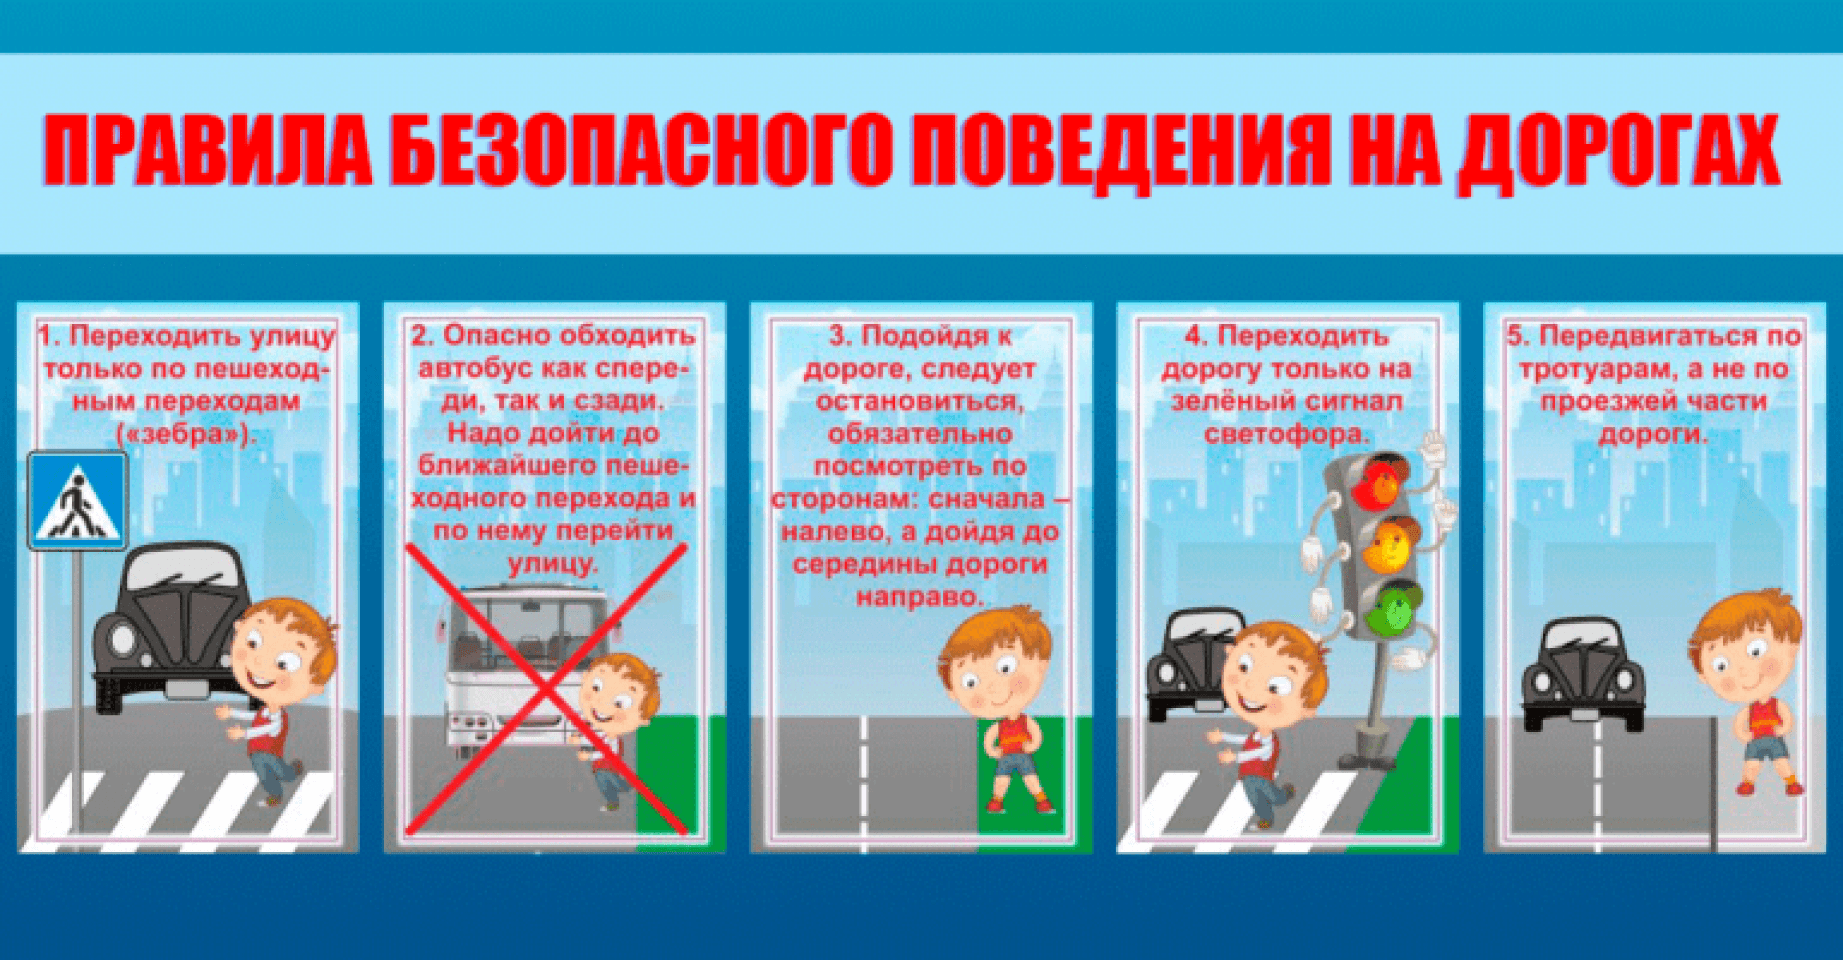 ПРАВИЛА БЕЗОПАСНОГО ПОВЕДЕНИЯ НА ДОРОГАХ
1. Переходить улицу
только по пешеход-
ным переходам
(«зебра»).
2. Опасно обходить
автобус как спере-
ди, так и сзади.
Надо дойти до
ближайшего пеше-
ходного перехода и
по нему перейти
улицу.
3. Подойдя к
дороге, следует
остановиться,
обязательно
посмотреть по
сторонам: сначала –
налево, а дойдя до
середины дороги
направо.
4. Переходить
дорогу только на
зелёный сигнал
светофора.
5. Передвигаться по
тротуарам, а не по
проезжей части
дороги.